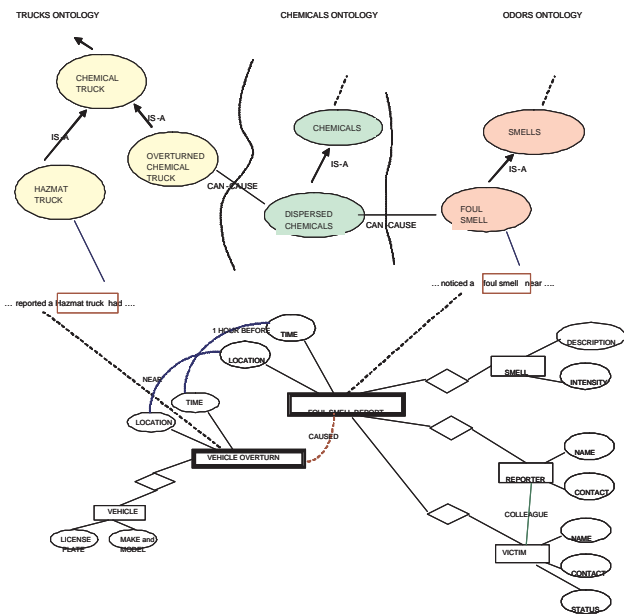 TRUCKS ONTOLOGY
CHEMICALS ONTOLOGY
ODORS ONTOLOGY
CHEMICAL
TRUCK
IS-A
IS-A
OVERTURNED
CHEMICAL
TRUCK
HAZMAT
TRUCK
CAN-CAUSE
CHEMICALS
IS-A
DISPERSED
CHEMICALS
CAN-CAUSE
SMELLS
IS-A
FOUL
SMELL
... reported a Hazmat truck had ....
... noticed a foul smell near ....
1 HOUR BEFORE
TIME
LOCATION
NEAR
TIME
LOCATION
FOUL SMELL REPORT
CAUSED
VEHICLE OVERTURN
VEHICLE
LICENSE
PLATE
MAKE and
MODEL
DESCRIPTION
SMELL
INTENSITY
NAME
REPORTER
CONTACT
COLLEAGUE
NAME
VICTIM
CONTACT
STATUS